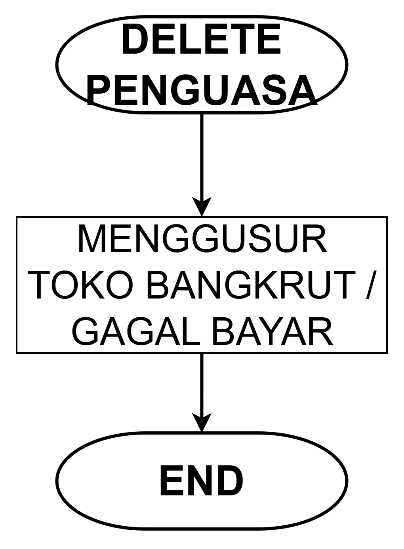 DELETE
PENGUASA
MENGGUSUR
TOKO BANGKRUT /
GAGAL BAYAR
END